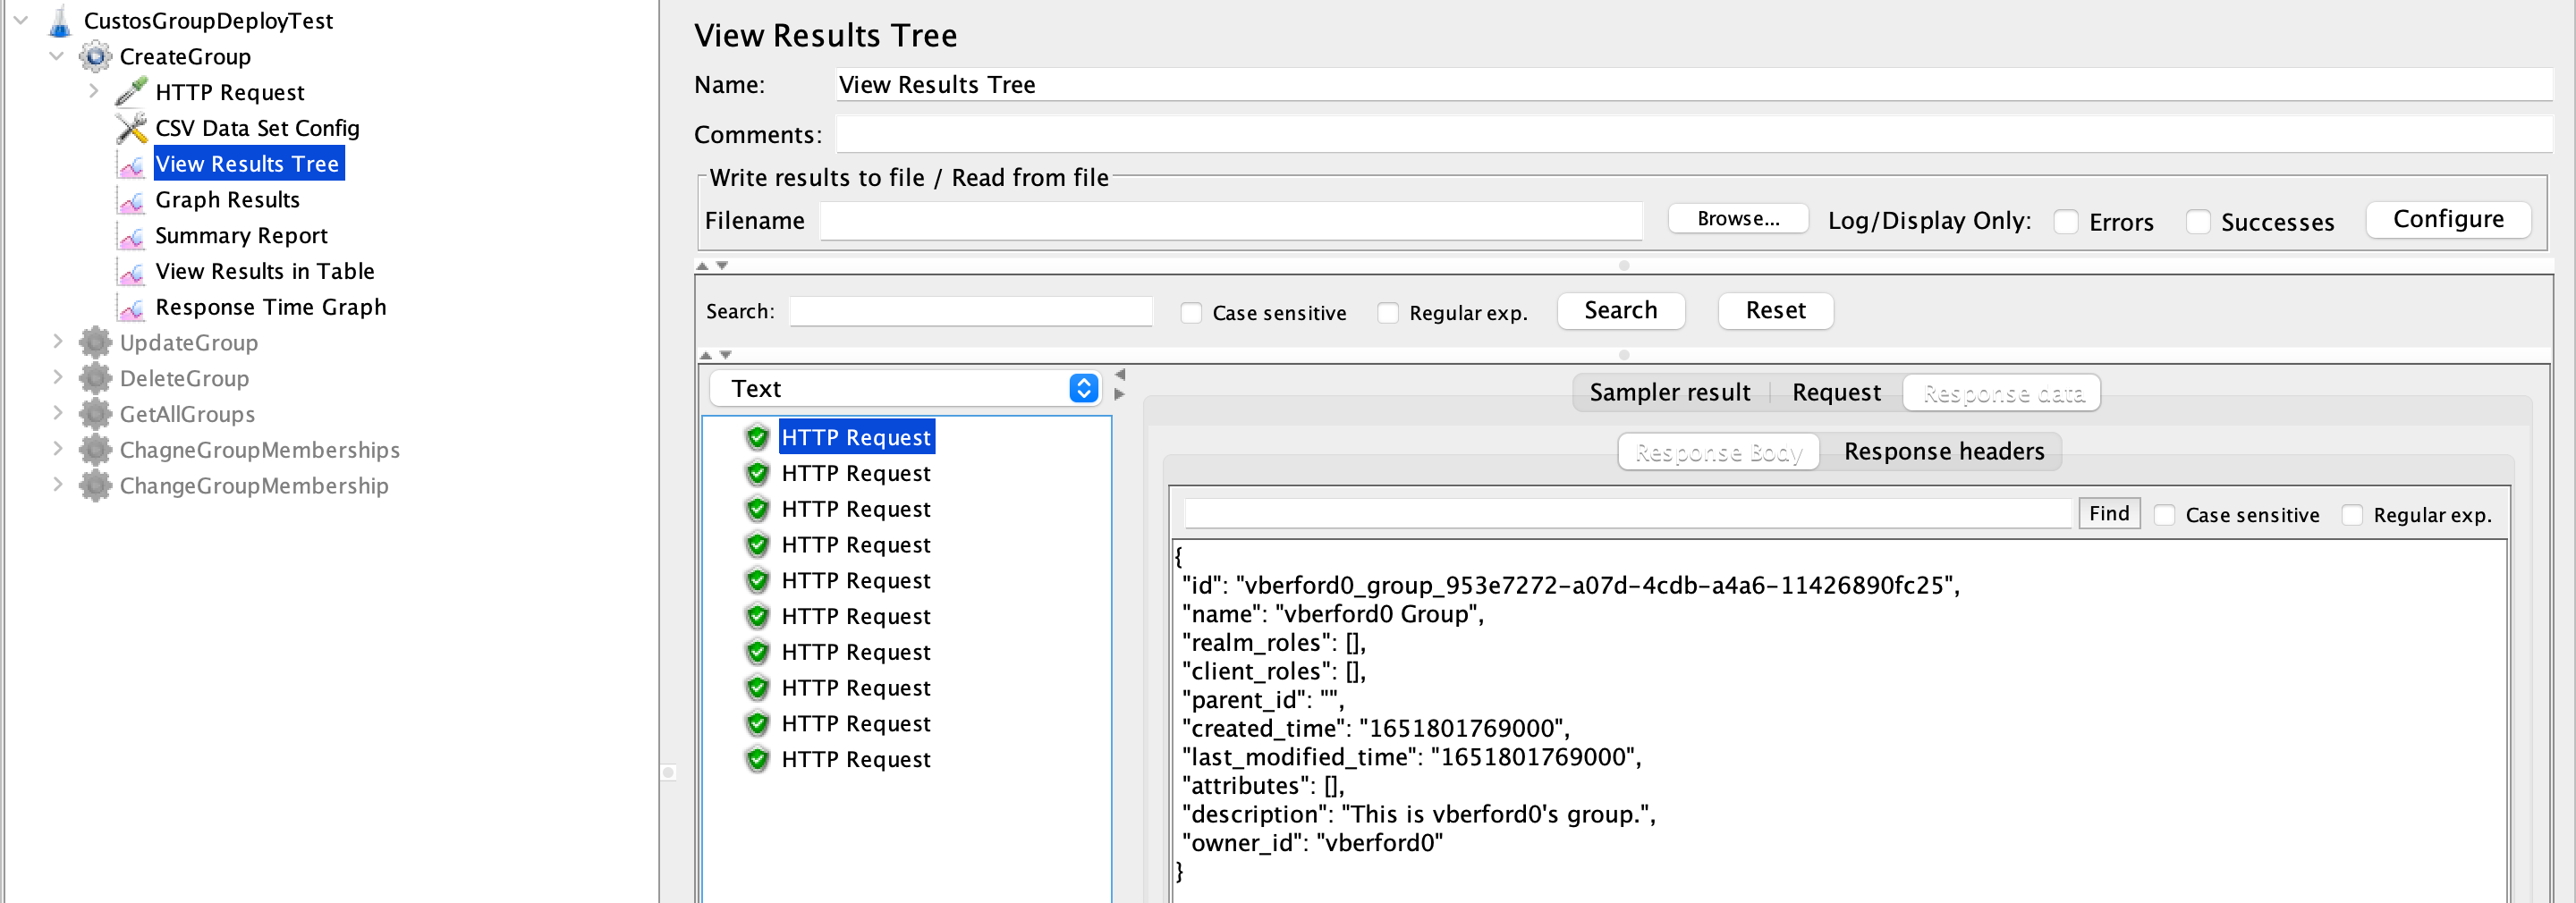 CustosGroupDeployTest
CreateGroup
HTTP Request
CSV Data Set Config
View Results Tree
Graph Results
Summary Report
View Results in Table
Response Time Graph
UpdateGroup
DeleteGroup
GetAllGroups
ChagneGroupMemberships
ChangeGroupMembership
View Results Tree
Name: View Results Tree
Comments:
Write results to file / Read from file
Filename Browse... Log/Display Only: Errors Successes Configure
Search: Case sensitive Regular exp. Search Reset
Text
HTTP Request
HTTP Request
HTTP Request
HTTP Request
HTTP Request
HTTP Request
HTTP Request
HTTP Request
HTTP Request
HTTP Request
Sampler result Request Response data
Response Body Response headers
Find Case sensitive Regular exp.
{
"id": "vberford0_group_953e7272-a07d-4cdb-a4a6-11426890fc25",
"name": "vberford0 Group",
"realm_roles": [],
"client_roles": [],
"parent_id": "",
"created_time": "1651801769000",
"last_modified_time": "1651801769000",
"attributes": [],
"description": "This is vberford0's group.",
"owner_id": "vberford0"
}